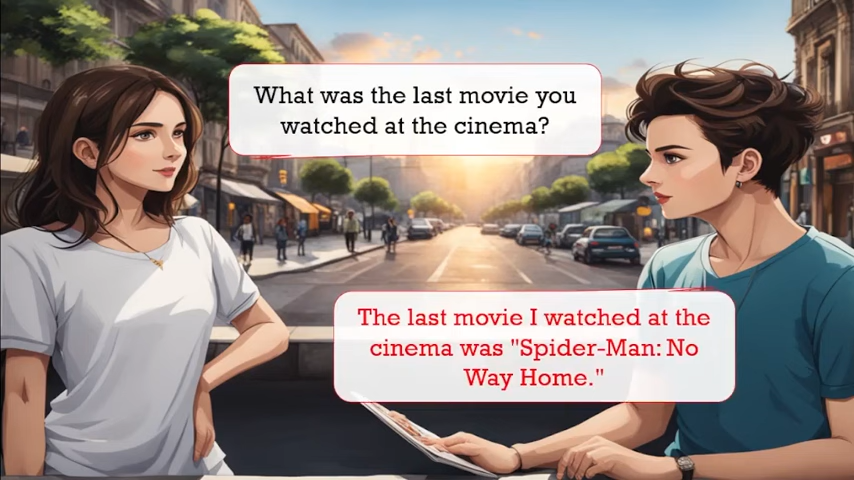 What was the last movie you
watched at the cinema?
The last movie I watched at the
cinema was "Spider-Man: No
Way Home."